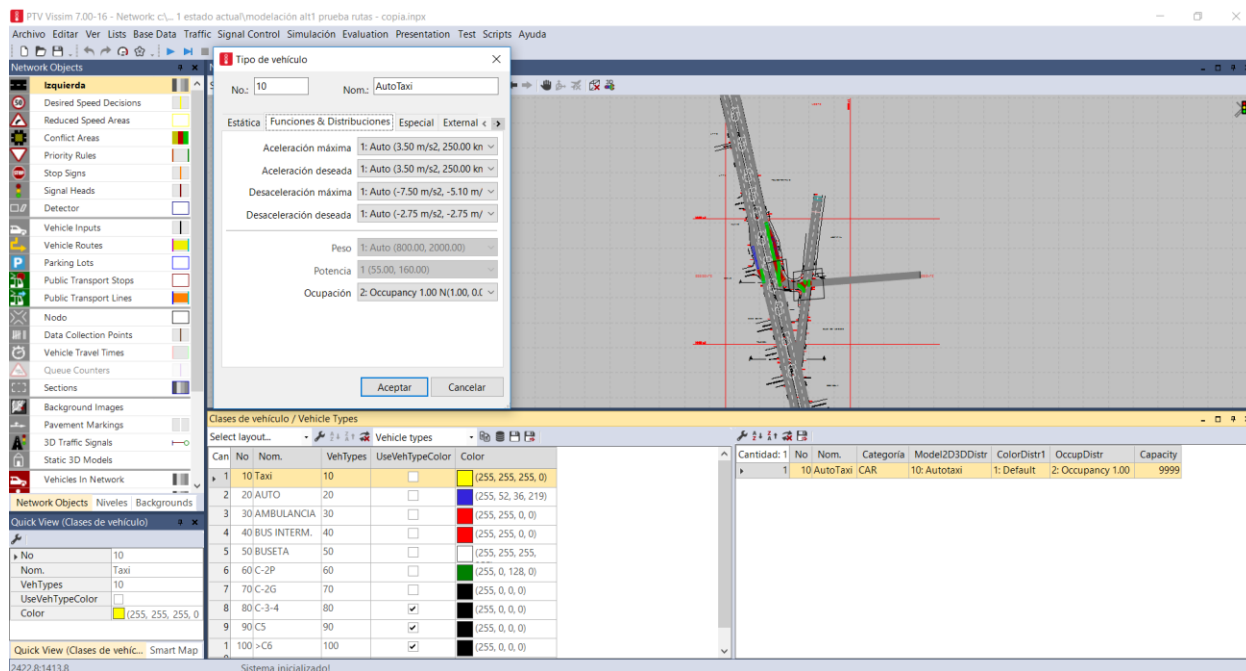 PTV Vissim 7.00-16 - Network: c:\... 1 estado actual\modelación alt1 prueba rutas - copia.inpx
Archivo Editar Ver Lists Base Data Traffic Signal Control Simulación Evaluation Presentation Test Scripts Ayuda
Network Objects
Izquierda
Desired Speed Decisions
Reduced Speed Areas
Conflict Areas
Priority Rules
Stop Signs
Signal Heads
Detector
Vehicle Inputs
Vehicle Routes
Parking Lots
Public Transport Stops
Public Transport Lines
Nodo
Data Collection Points
Vehicle Travel Times
Queue Counters
Sections
Background Images
Pavement Markings
3D Traffic Signals
Static 3D Models
Vehicles In Network
Network Objects Niveles Backgrounds
Quick View (Clases de vehículo)
No 10
Nom. Taxi
VehTypes 10
UseVehTypeColor
Color (255, 255, 255, 0
Quick View (Clases de vehíc... Smart Map
Tipo de vehículo
No.: 10 Nom.: AutoTaxi
Estática Funciones & Distribuciones Especial External
Aceleración máxima 1: Auto (3.50 m/s2, 250.00 kn
Aceleración deseada 1: Auto (3.50 m/s2, 250.00 kn
Desaceleración máxima 1: Auto (-7.50 m/s2, -5.10 m/
Desaceleración deseada 1: Auto (-2.75 m/s2, -2.75 m/
Peso 1: Auto (800.00, 2000.00)
Potencia 1 (55.00, 160.00)
Ocupación 2: Occupancy 1.00 N(1.00, 0.0
Aceptar Cancelar
Clases de vehículo / Vehicle Types
Select layout... Vehicle types
Can No Nom. VehTypes UseVehTypeColor Color
1 10 Taxi 10 (255, 255, 255, 0)
2 20 AUTO 20 (255, 52, 36, 219)
3 30 AMBULANCIA 30 (255, 255, 0, 0)
4 40 BUS INTERM. 40 (255, 255, 0, 0)
5 50 BUSETA 50 (255, 255, 255,
6 60 C-2P 60 (255, 0, 128, 0)
7 70 C-2G 70 (255, 0, 0, 0)
8 80 C-3-4 80 (255, 0, 0, 0)
9 90 C5 90 (255, 0, 0, 0)
1 100 >C6 100 (255, 0, 0, 0)
Cantidad: 1 No Nom. Categoría Model2D3DDistr ColorDistr1 OccupDistr Capacity
1 10 AutoTaxi CAR 10: Autotaxi 1: Default 2: Occupancy 1.00 9999
2422.8:1413.8 Sistema inicializado!